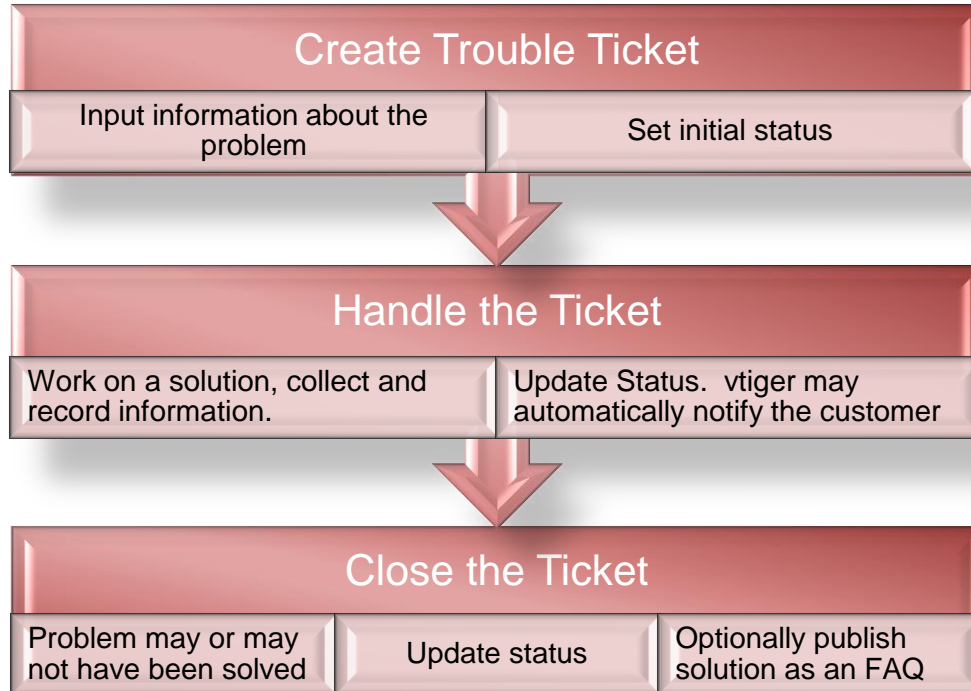 Create Trouble Ticket
Input information about the
problem
Set initial status
Handle the Ticket
Work on a solution, collect and
record information.
Update Status.  vtiger may
automatically notify the customer
Close the Ticket
Problem may or may
not have been solved
Update status
Optionally publish
solution as an FAQ